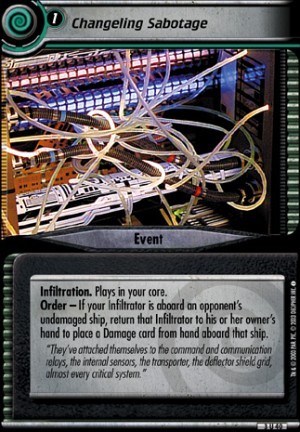 1 Changeling Sabotage
Event
Infiltration. Plays in your core.
Order – If your Infiltrator is aboard an opponent's
undamaged ship, return that Infiltrator to his or her owner's
hand to place a Damage card from hand aboard that ship.
"They've attached themselves to the command and communication
relays, the internal sensors, the transporter, the deflector shield grid,
almost every critical system."